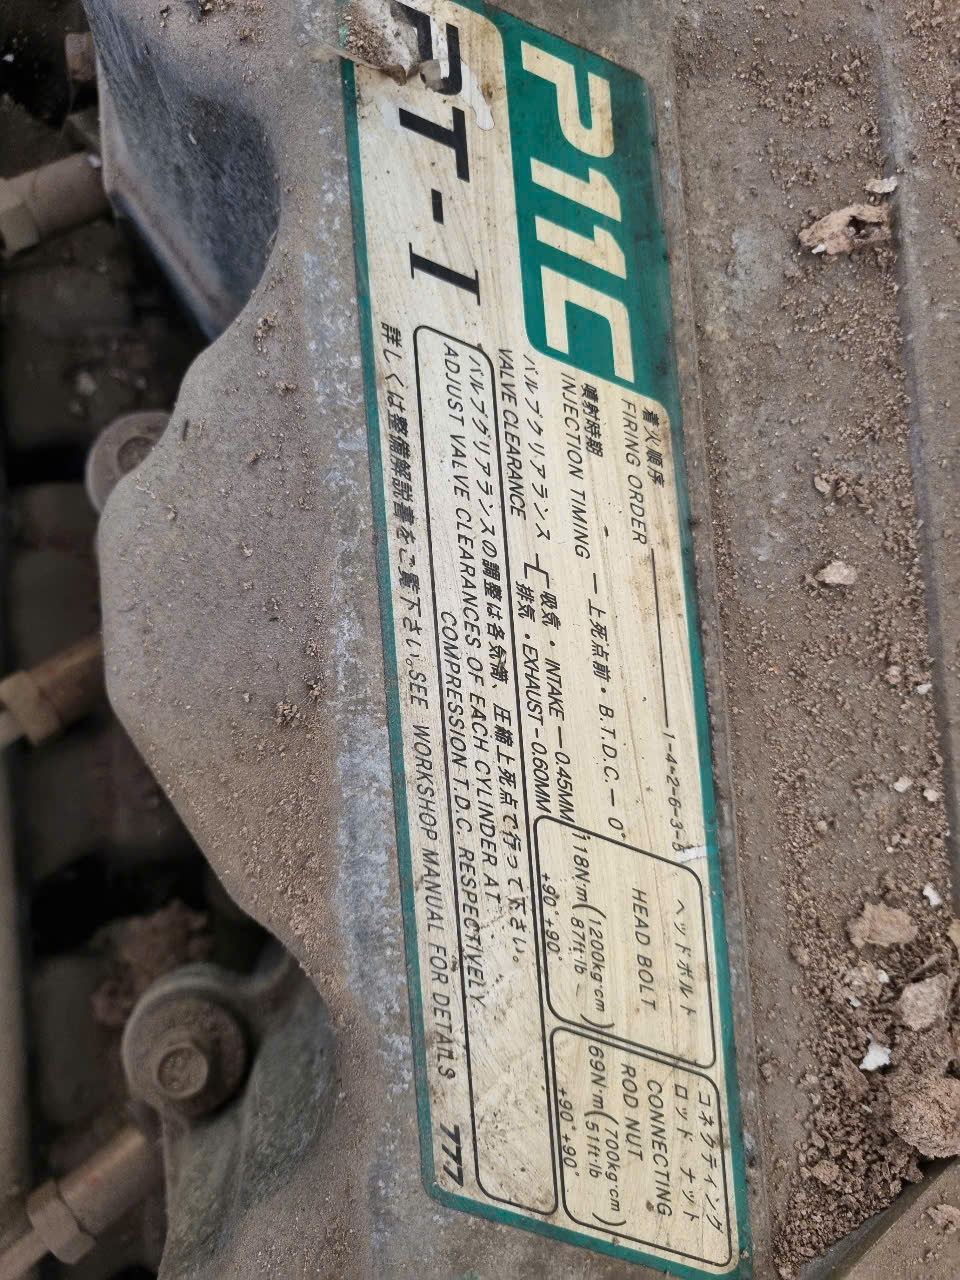 P11C
PT-I
着火順序
FIRING ORDER 1-4-2-6-3-5
噴射時期
INJECTION TIMING — 上死点前・B.T.D.C.— 0°
バルブクリアランス
VALVE CLEARANCE
吸気・INTAKE — 0.45MM
排気・EXHAUST - 0.60MM
バルブクリアランスの調整は各気筒、圧縮上死点で行って下さい。
ADJUST VALVE CLEARANCES OF EACH CYLINDER AT
COMPRESSION T.D.C. RESPECTIVELY
詳しくは整備解説書をご覧下さい。SEE WORKSHOP MANUAL FOR DETAILS
777
ヘッドボルト
HEAD BOLT
118N·m(1200kg·cm
87ft·lb)
+90° +90°
コネクティング
ロッド ナット
CONNECTING
ROD NUT
69N·m(700kg·cm
51ft·lb)
+90° +90°